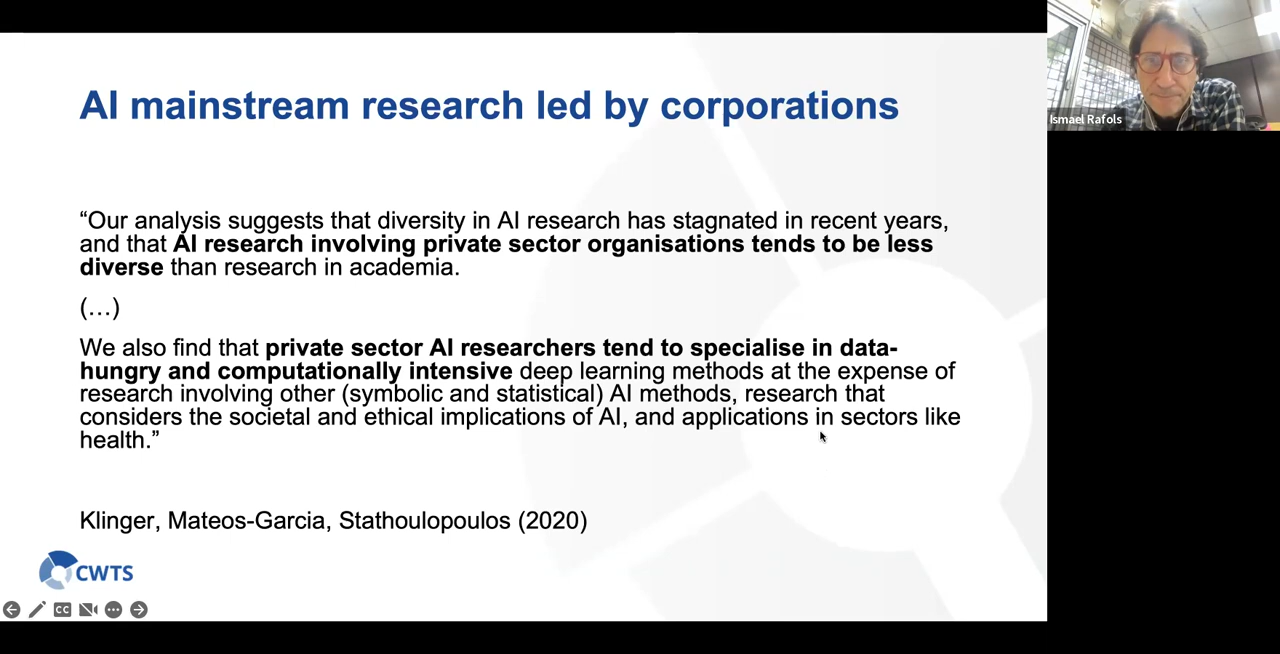 AI mainstream research led by corporations
“Our analysis suggests that diversity in AI research has stagnated in recent years,
and that AI research involving private sector organisations tends to be less
diverse than research in academia.
(…)
We also find that private sector AI researchers tend to specialise in data-
hungry and computationally intensive deep learning methods at the expense of
research involving other (symbolic and statistical) AI methods, research that
considers the societal and ethical implications of AI, and applications in sectors like
health.”
Klinger, Mateos-Garcia, Stathoulopoulos (2020)
CWTS
CC
Ismael Rafols